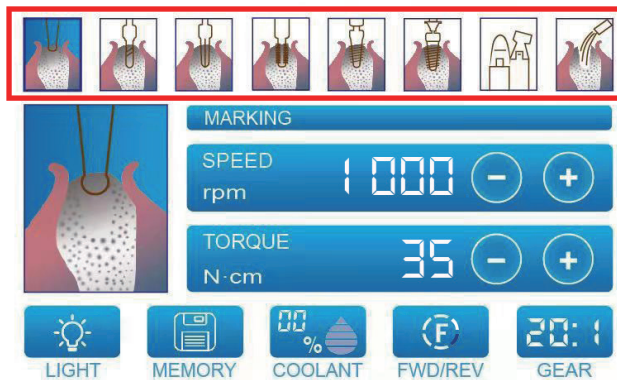 MARKING
SPEED
rpm
1000
− +
TORQUE
N·cm
35
− +
00
%
(F)
20:1
LIGHT MEMORY COOLANT FWD/REV GEAR